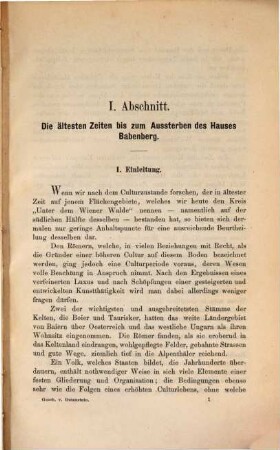 I. Abschnitt.
Die ältesten Zeiten bis zum Aussterben des Hauses
Babenberg.
1. Einleitung.
Wenn wir nach dem Culturzustande forschen, der in ältester
Zeit auf jenem Flächengebiete, welches wir heute den Kreis
„Unter dem Wiener Walde" nennen — namentlich auf der
südlichen Hälfte desselben — bestanden hat, so bieten sich der-
malen nur geringe Anhaltspunkte für eine ausreichende Beurthei-
lung desselben dar.
Den Römern, welche, in vielen Beziehungen mit Recht, als
die Gründer einer höheren Cultur auf diesem Boden bezeichnet
werden, ging jedoch eine Culturperiode voraus, deren Wesen
volle Beachtung in Anspruch nimmt. Nach den Ergebnissen eines
verfeinerten Luxus und nach Schöpfungen einer gesteigerten und
entwickelten Kunstthätigkeit wird man dabei allerdings weniger
fragen dürfen.
Zwei der wichtigsten und ausgebreitetsten Stämme der
Kelten, die Boier und Taurisker, hatten das weite Ländergebiet
von Baiern über Oesterreich und das westliche Ungarn als ihren
Wohnsitz eingenommen. Die Römer finden, als sie erobernd in
das Keltenland eindrangen, wohlgepflegte Felder, gebahnte Strassen
und gute Wege, ziemlich tief in die Alpenthäler reichend.
Ein Volk, welches Staaten bildet, die Jahrhunderte über-
dauern, enthält nothwendiger Weise in sich viele Elemente einer
festen Gliederung und Organisation; die Bedingungen ebenso
sehr wie die Folgen eines erhöhten Culturlebens, ohne welche
1